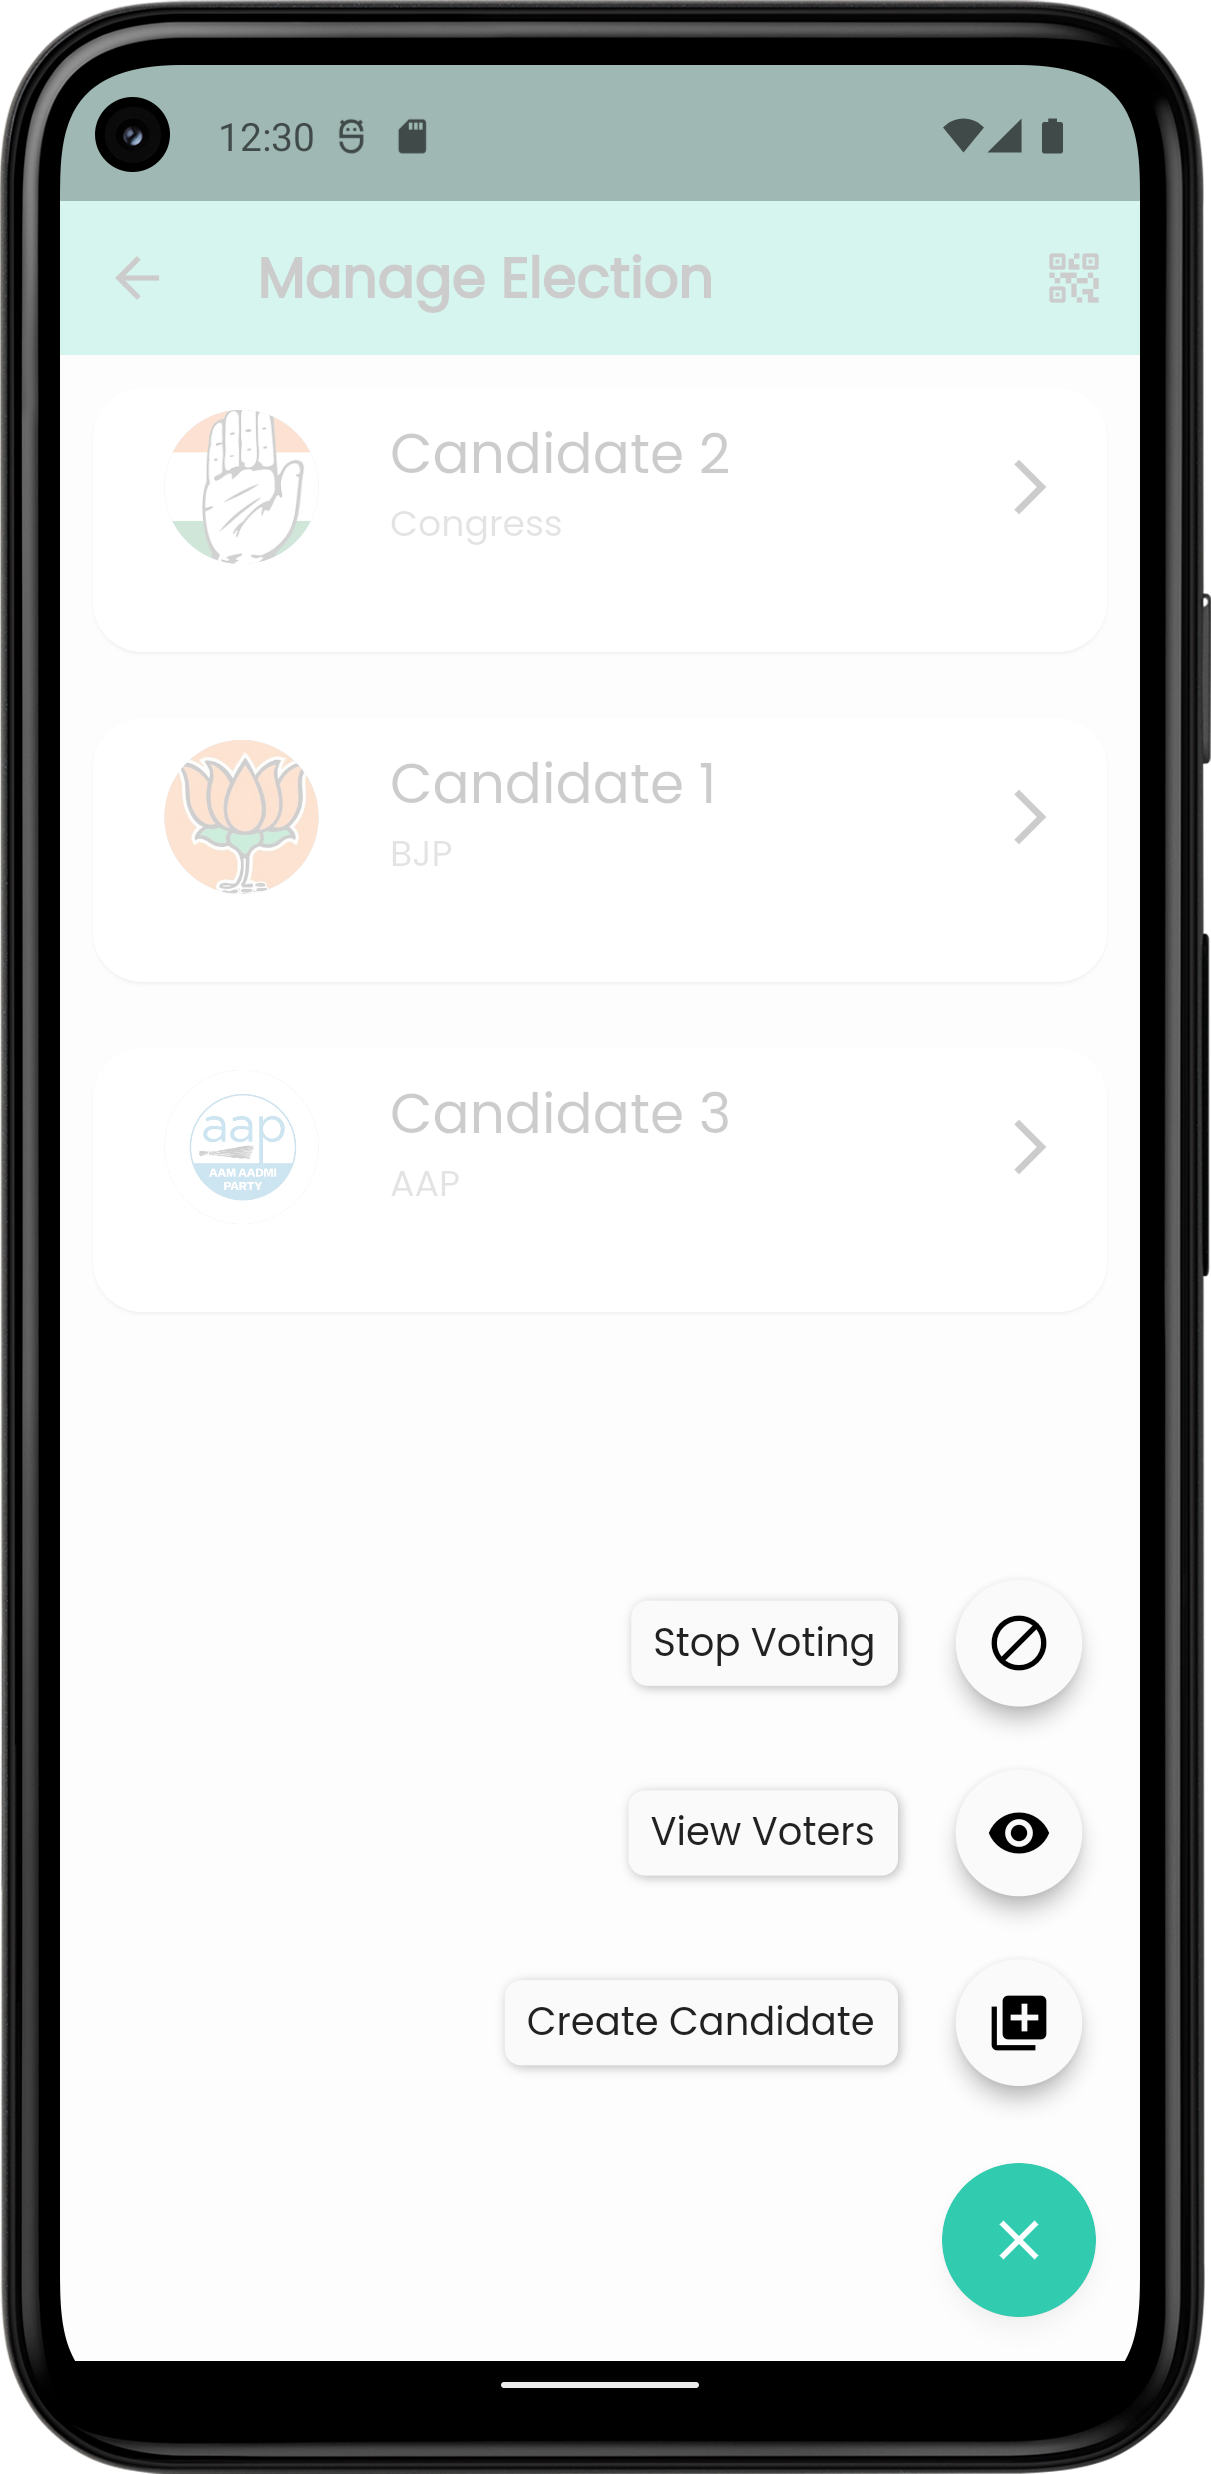 12:30
Manage Election
Candidate 2
Congress
Candidate 1
BJP
aap
AAM AADMI
PARTY
Candidate 3
AAP
Stop Voting
View Voters
Create Candidate